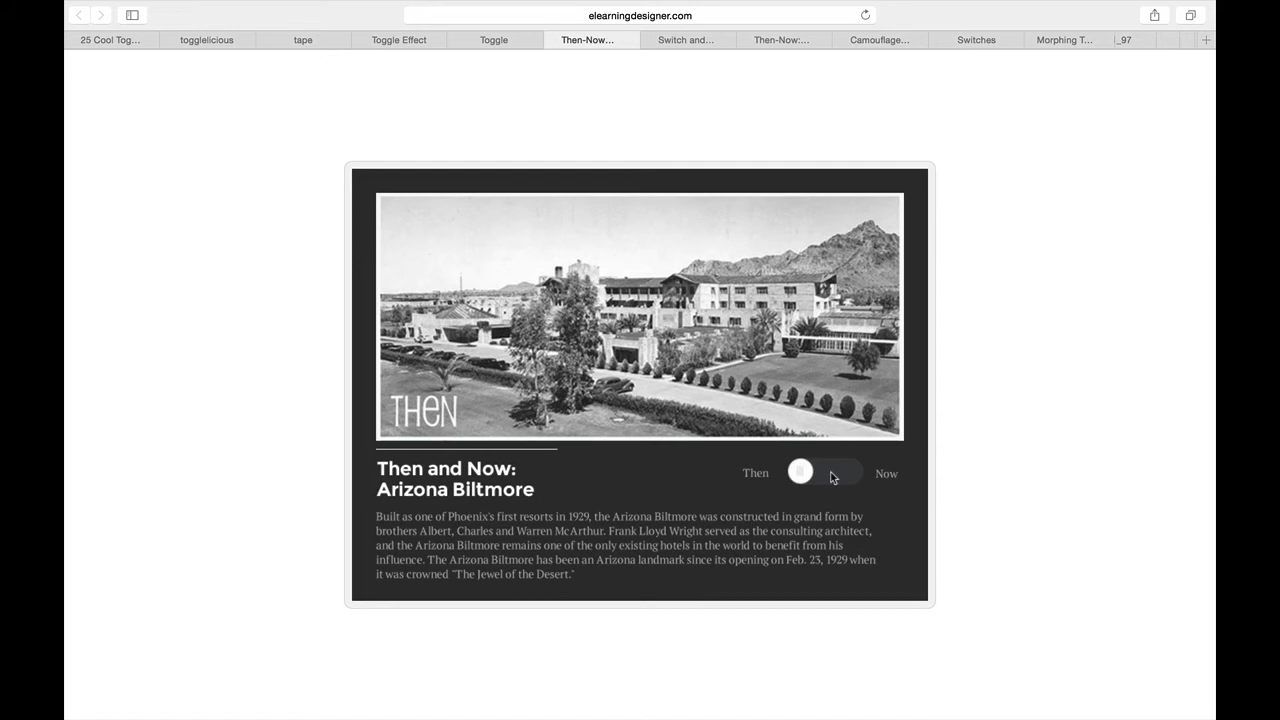 elearningdesigner.com
25 Cool Tog...
togglelicious
tape
Toggle Effect
Toggle
Then-Now...
Switch and...
Then-Now:...
Camouflage...
Switches
Morphing T...
_97
THEN
Then and Now:
Arizona Biltmore
Then
Now
Built as one of Phoenix's first resorts in 1929, the Arizona Biltmore was constructed in grand form by
brothers Albert, Charles and Warren McArthur. Frank Lloyd Wright served as the consulting architect,
and the Arizona Biltmore remains one of the only existing hotels in the world to benefit from his
influence. The Arizona Biltmore has been an Arizona landmark since its opening on Feb. 23, 1929 when
it was crowned "The Jewel of the Desert."